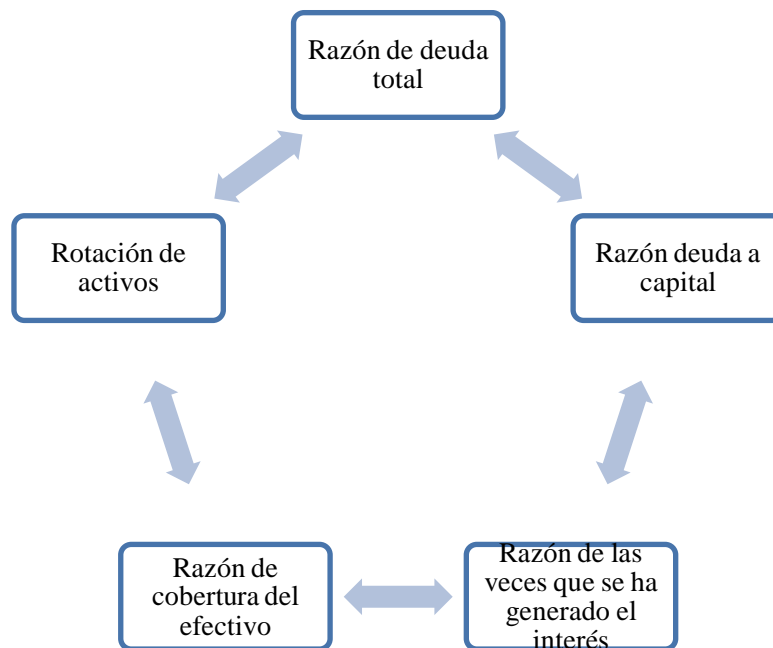 Razón de deuda
total
Rotación de
activos
Razón deuda a
capital
Razón de
cobertura del
efectivo
Razón de las
veces que se ha
generado el
interés